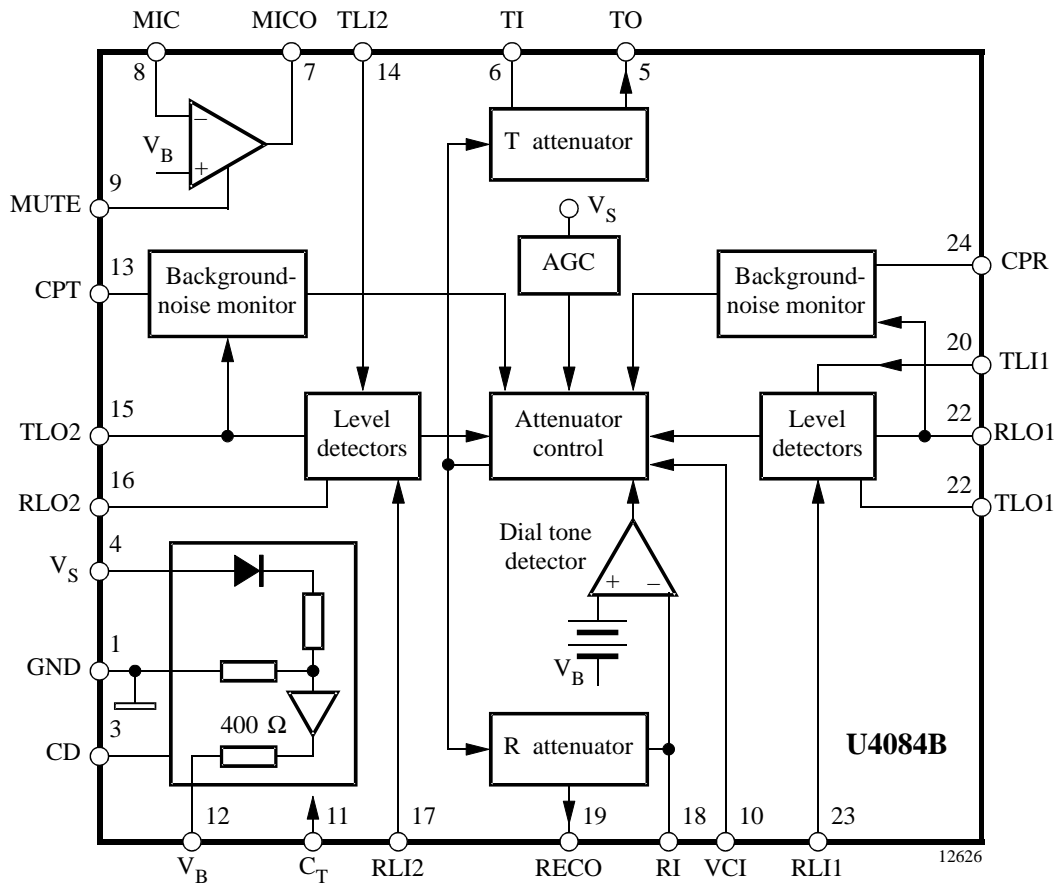 MIC MICO TLI2 TI TO
8 7 14 6 5
−
V_B
+
T attenuator
9
MUTE
V_S
13
Background-
noise monitor
AGC
Background-
noise monitor
24
CPT
CPR
20
TLI1
15
Level
detectors
Attenuator
control
Level
detectors
22
TLO2
RLO1
16
22
RLO2
TLO1
4
Dial tone
detector
V_S
+ −
1
GND
V_B
3
400 Ω
R attenuator
U4084B
CD
12 11 17 19 18 10 23
V_B C_T RLI2 RECO RI VCI RLI1
12626